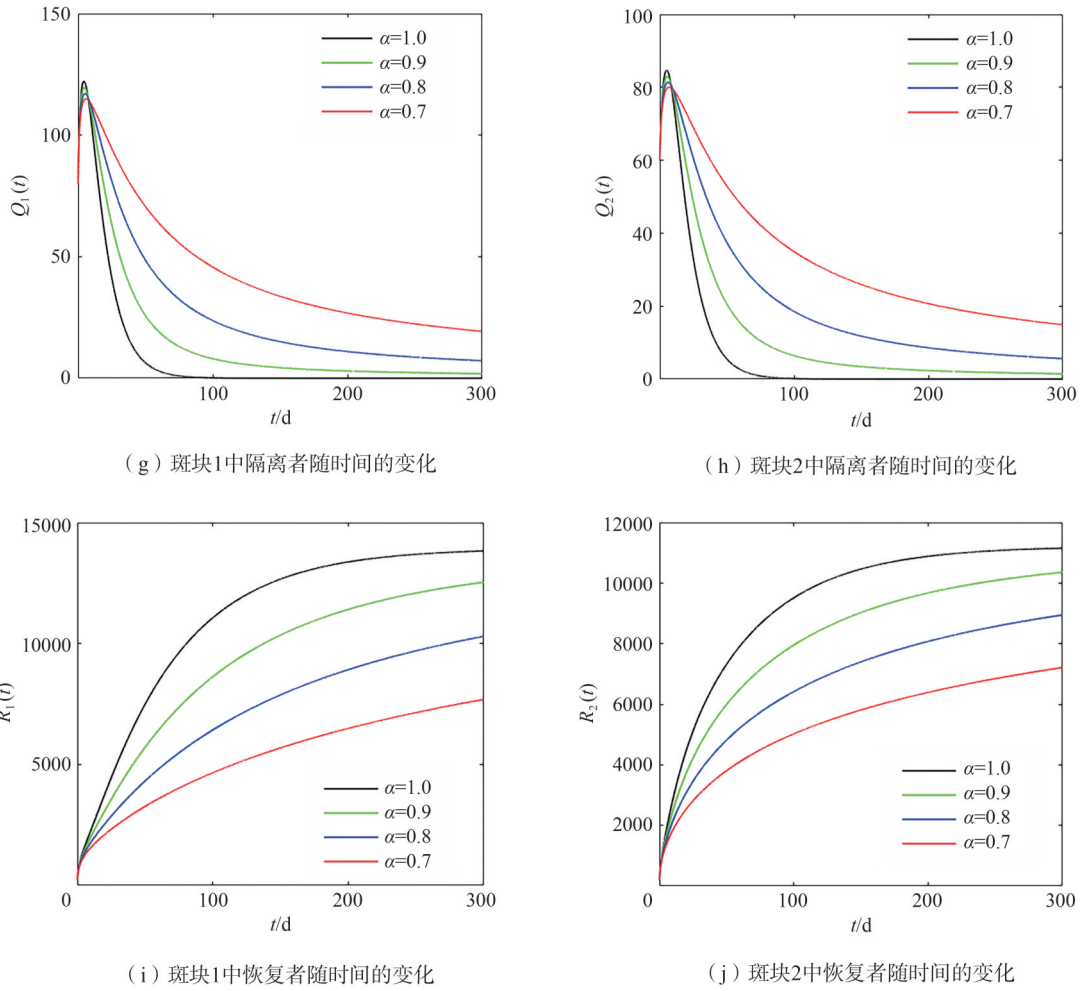 150
100
50
0
Q₁(t)
α=1.0
α=0.9
α=0.8
α=0.7
100
200
300
t/d
(g)斑块1中隔离者随时间的变化
100
80
60
40
20
0
Q₂(t)
α=1.0
α=0.9
α=0.8
α=0.7
100
200
300
t/d
(h)斑块2中隔离者随时间的变化
15000
10000
5000
0
R₁(t)
α=1.0
α=0.9
α=0.8
α=0.7
100
200
300
t/d
(i)斑块1中恢复者随时间的变化
12000
10000
8000
6000
4000
2000
0
R₂(t)
α=1.0
α=0.9
α=0.8
α=0.7
100
200
300
t/d
(j)斑块2中恢复者随时间的变化